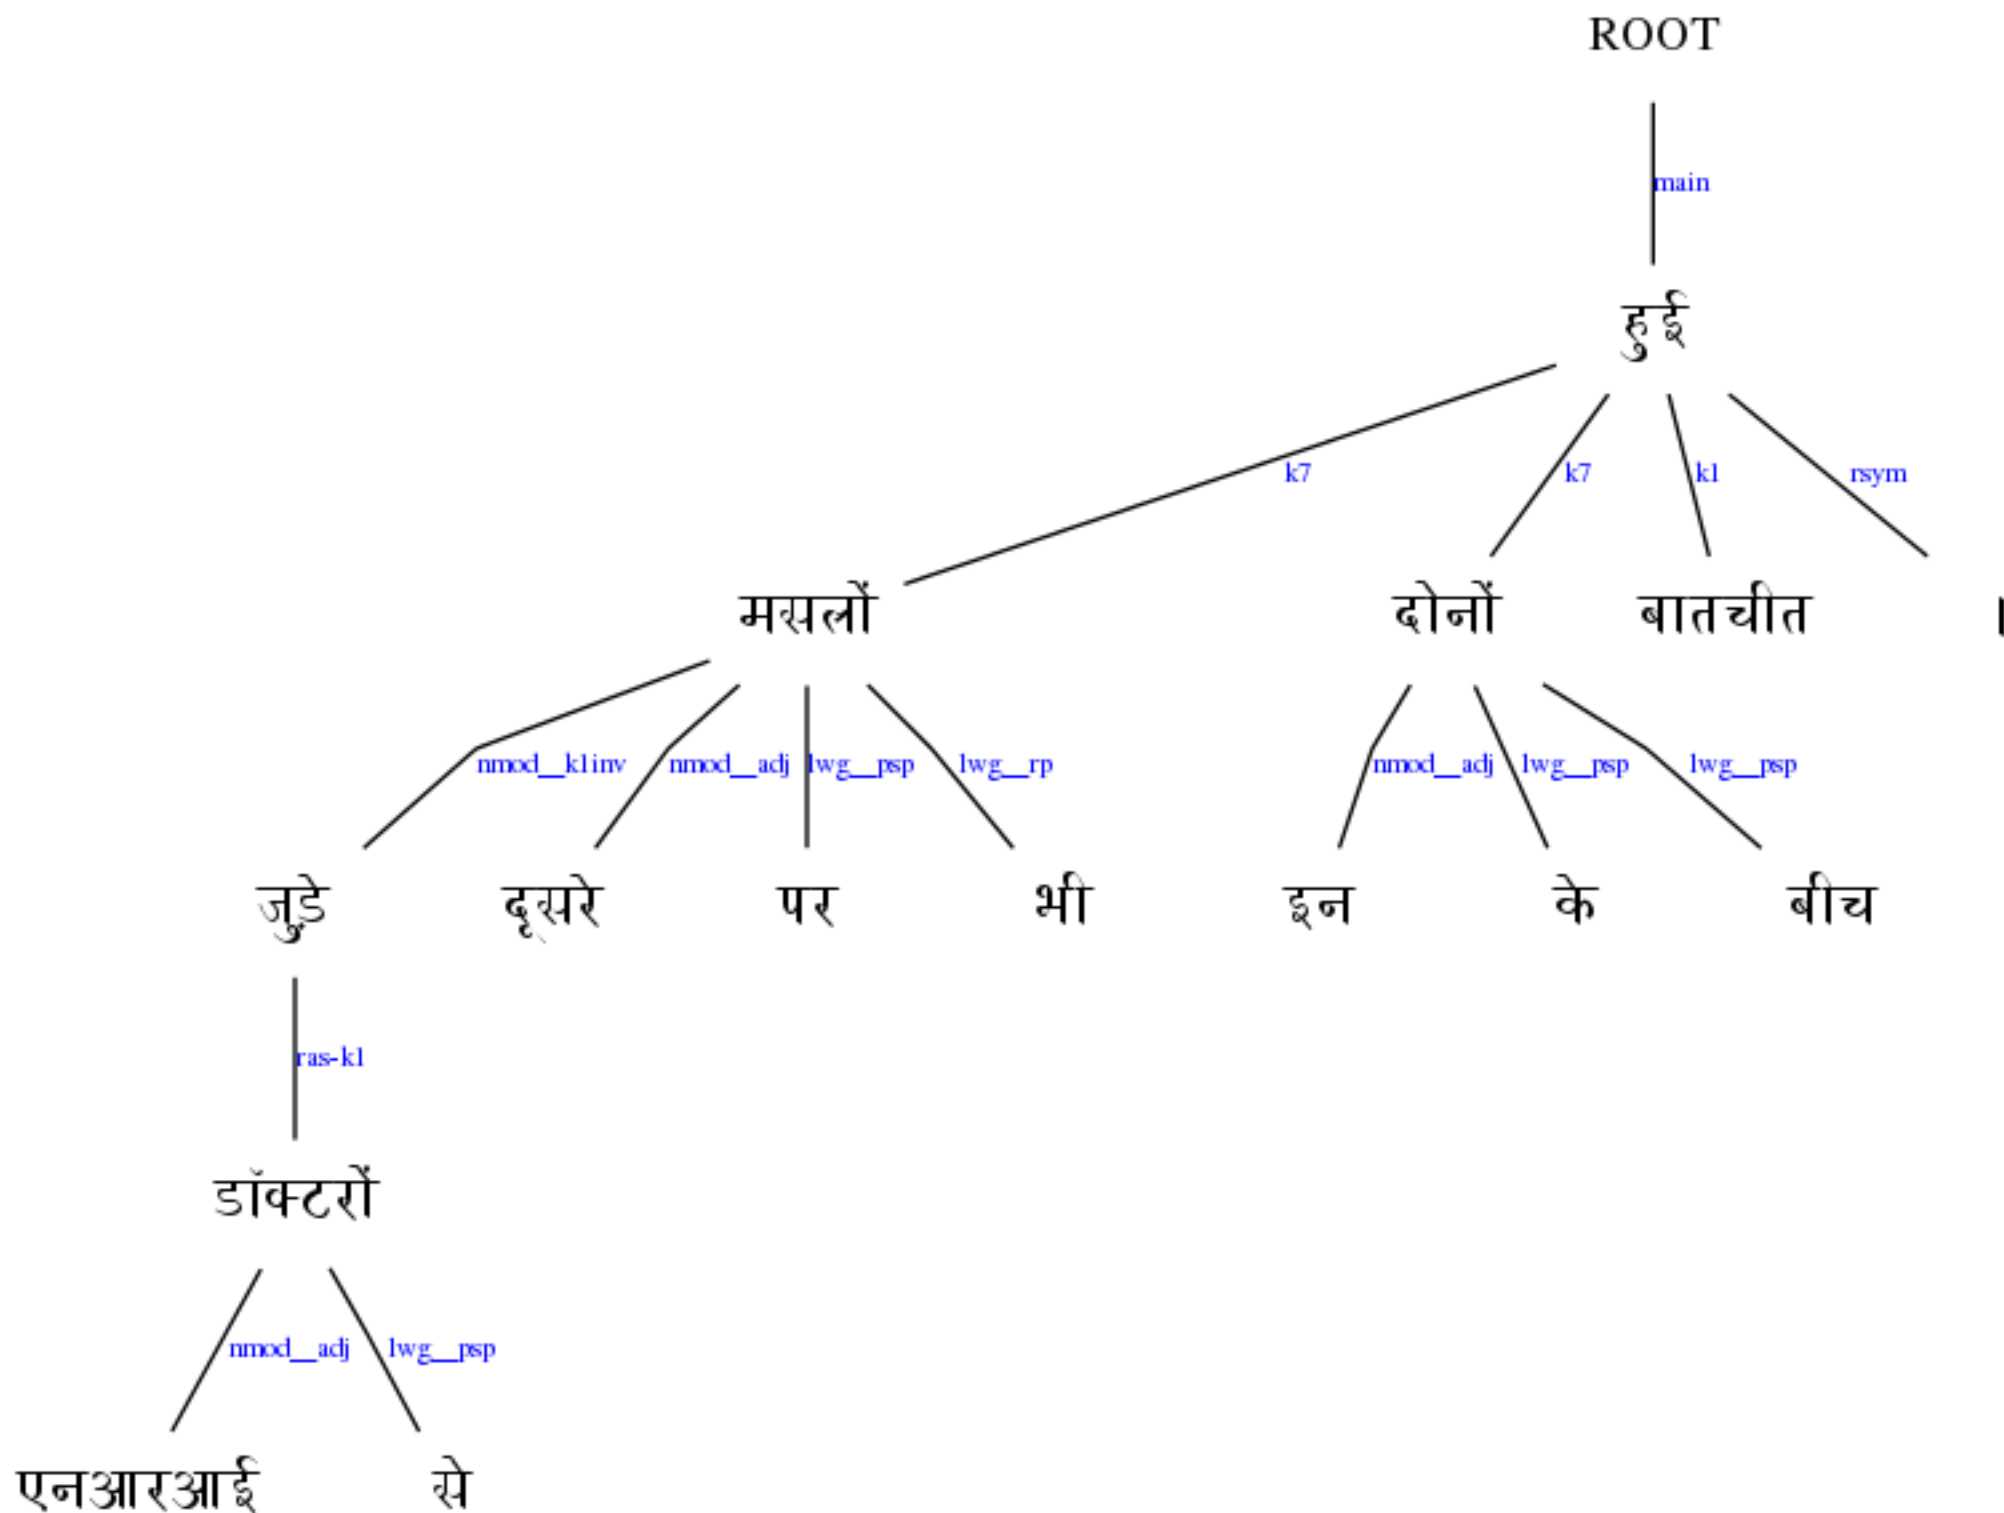 ROOT
main
हुई
k7 k7 k1 rsym
मसलों दोनों बातचीत ।
nmod__k1inv nmod__adj lwg__psp lwg__rp nmod__adj lwg__psp lwg__psp
जुड़े दूसरे पर भी इन के बीच
ras-k1
डॉक्टरों
nmod__adj lwg__psp
एनआरआई से